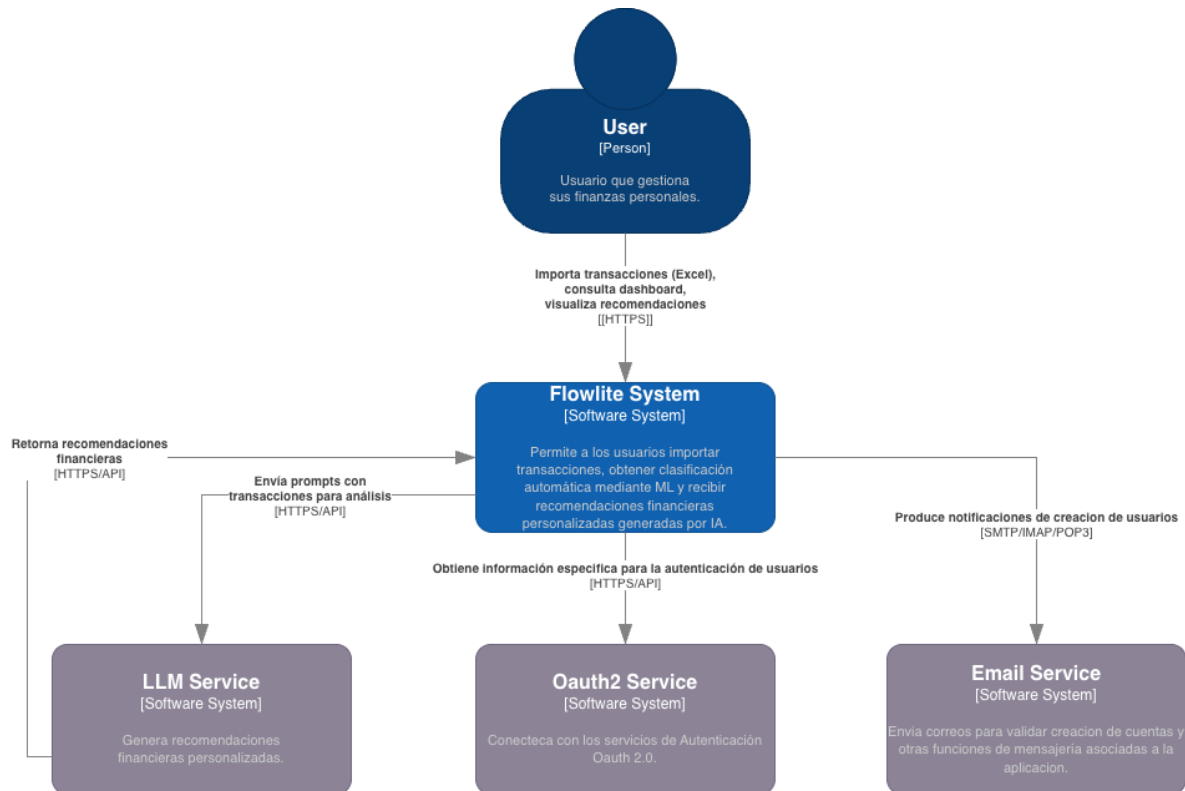 User
[Person]
Usuario que gestiona
sus finanzas personales.
Importa transacciones (Excel),
consulta dashboard,
visualiza recomendaciones
[[HTTPS]]
Flowlite System
[Software System]
Permite a los usuarios importar
transacciones, obtener clasificación
automática mediante ML y recibir
recomendaciones financieras
personalizadas generadas por IA.
Retorna recomendaciones
financieras
[HTTPS/API]
Envía prompts con
transacciones para análisis
[HTTPS/API]
Obtiene información especifica para la autenticación de usuarios
[HTTPS/API]
Produce notificaciones de creacion de usuarios
[SMTP/IMAP/POP3]
LLM Service
[Software System]
Genera recomendaciones
financieras personalizadas.
Oauth2 Service
[Software System]
Conecteca con los servicios de Autenticación
Oauth 2.0.
Email Service
[Software System]
Envia correos para validar creacion de cuentas y
otras funciones de mensajeria asociadas a la
aplicacion.